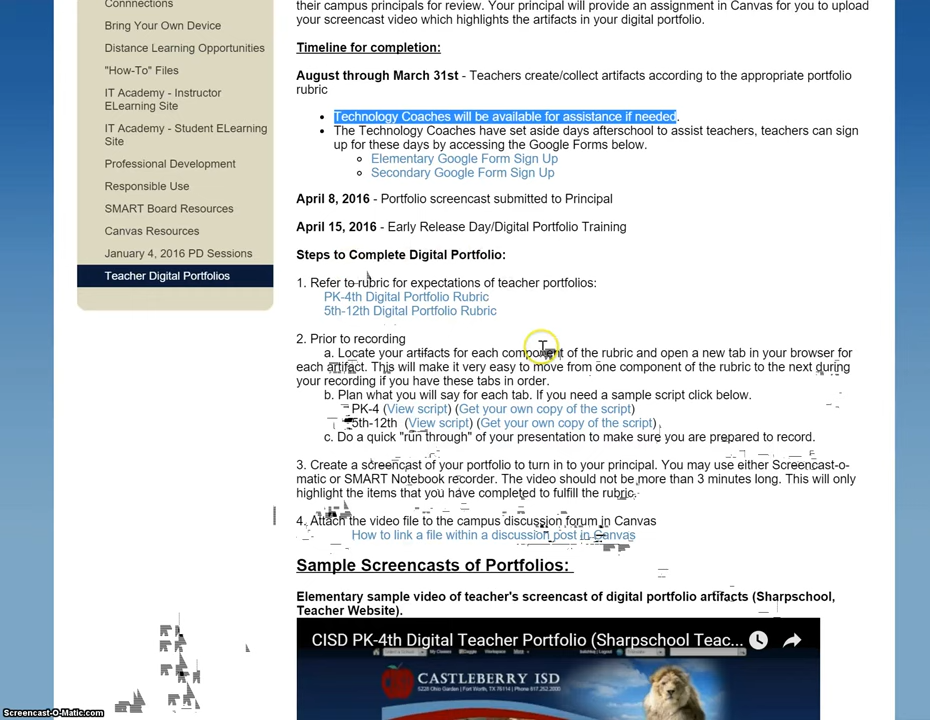 Connnections
Bring Your Own Device
Distance Learning Opportunities
"How-To" Files
IT Academy - Instructor
ELearning Site
IT Academy - Student ELearning
Site
Professional Development
Responsible Use
SMART Board Resources
Canvas Resources
January 4, 2016 PD Sessions
Teacher Digital Portfolios
their campus principals for review. Your principal will provide an assignment in Canvas for you to upload
your screencast video which highlights the artifacts in your digital portfolio.
Timeline for completion:
August through March 31st - Teachers create/collect artifacts according to the appropriate portfolio
rubric
Technology Coaches will be available for assistance if needed.
The Technology Coaches have set aside days afterschool to assist teachers, teachers can sign
up for these days by accessing the Google Forms below.
Elementary Google Form Sign Up
Secondary Google Form Sign Up
April 8, 2016 - Portfolio screencast submitted to Principal
April 15, 2016 - Early Release Day/Digital Portfolio Training
Steps to Complete Digital Portfolio:
1. Refer to rubric for expectations of teacher portfolios:
PK-4th Digital Portfolio Rubric
5th-12th Digital Portfolio Rubric
2. Prior to recording
a. Locate your artifacts for each component of the rubric and open a new tab in your browser for
each artifact. This will make it very easy to move from one component of the rubric to the next during
your recording if you have these tabs in order.
b. Plan what you will say for each tab. If you need a sample script click below.
PK-4 (View script) (Get your own copy of the script)
5th-12th (View script) (Get your own copy of the script)
c. Do a quick "run through" of your presentation to make sure you are prepared to record.
3. Create a screencast of your portfolio to turn in to your principal. You may use either Screencast-o-
matic or SMART Notebook recorder. The video should not be more than 3 minutes long. This will only
highlight the items that you have completed to fulfill the rubric.
4. Attach the video file to the campus discussion forum in Canvas
How to link a file within a discussion post in Canvas
Sample Screencasts of Portfolios:
Elementary sample video of teacher's screencast of digital portfolio artifacts (Sharpschool,
Teacher Website).
CISD PK-4th Digital Teacher Portfolio (Sharpschool Teac...
CASTLEBERRY ISD
5228 Ohio Garden | Fort Worth, TX 76114 | Phone 817.252.2000
Screencast-O-Matic.com